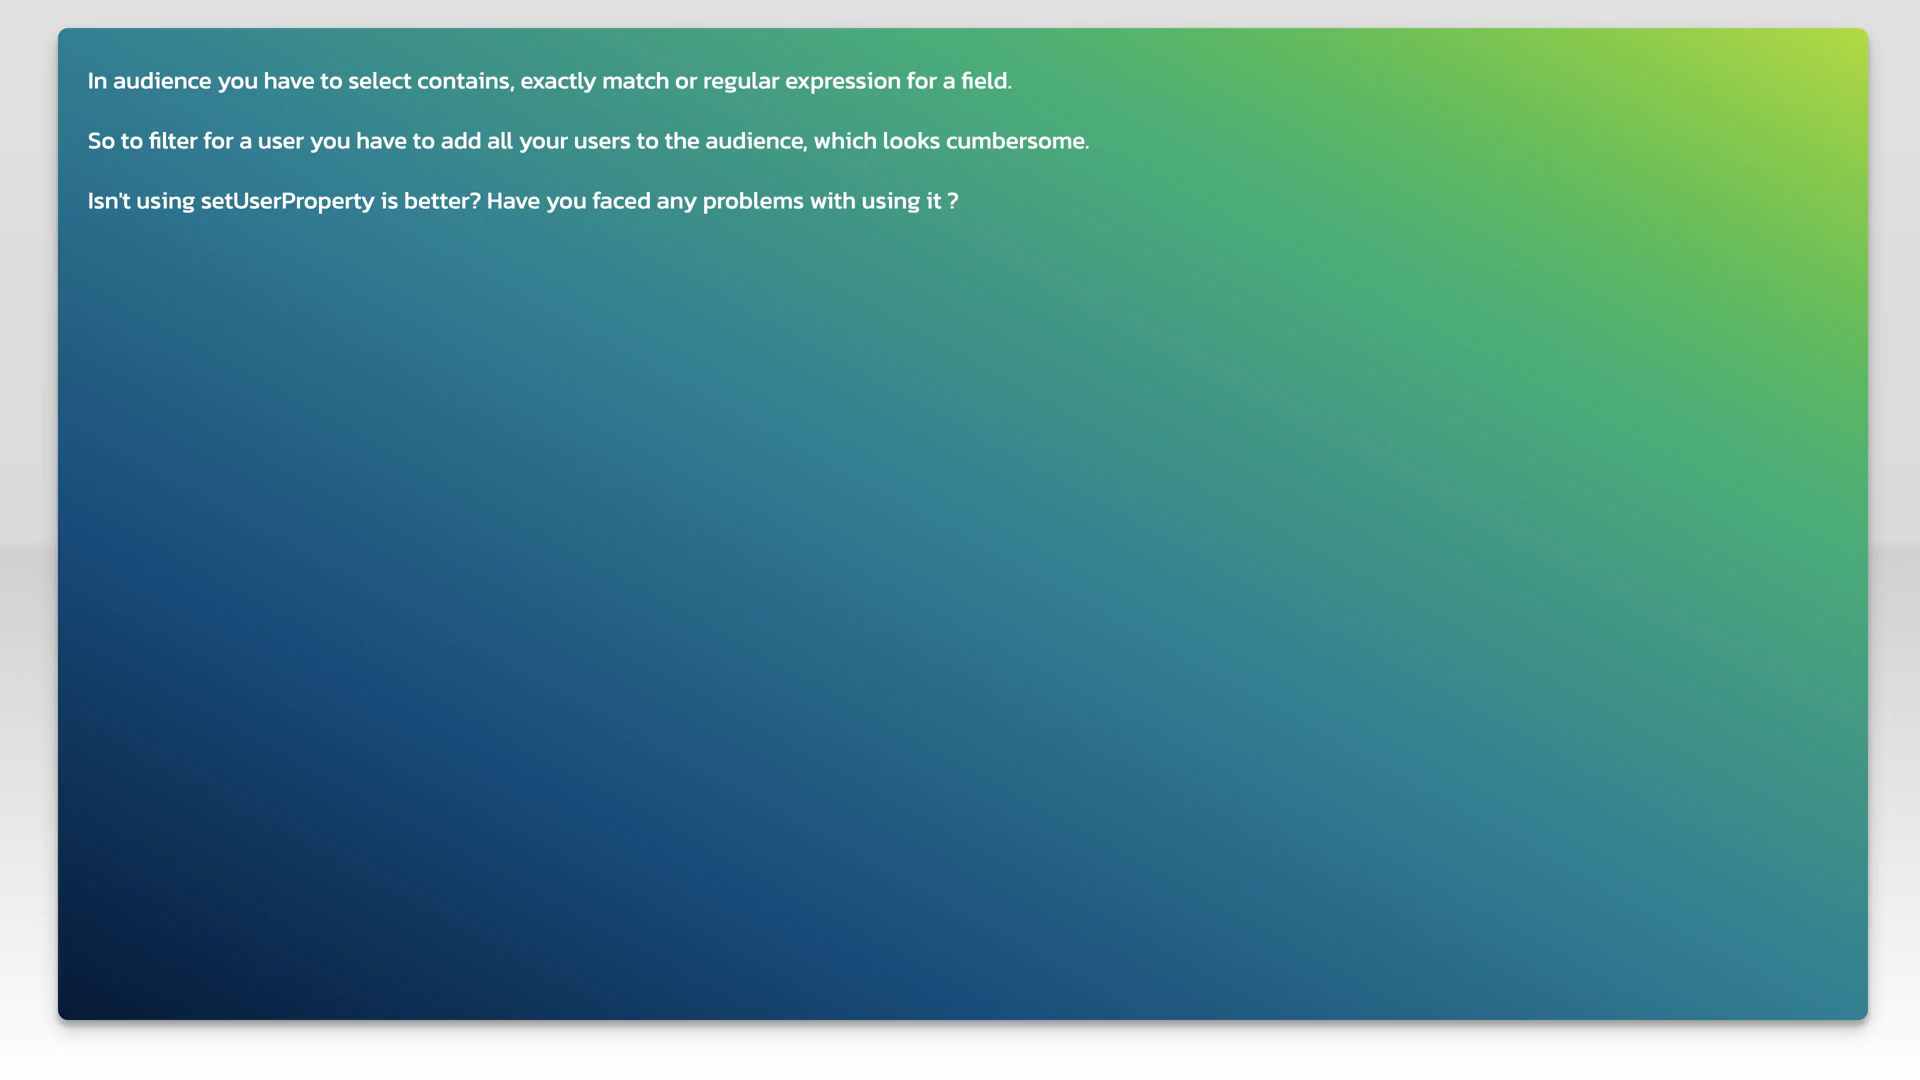 In audience you have to select contains, exactly match or regular expression for a field.
So to filter for a user you have to add all your users to the audience, which looks cumbersome.
Isn't using setUserProperty is better? Have you faced any problems with using it ?